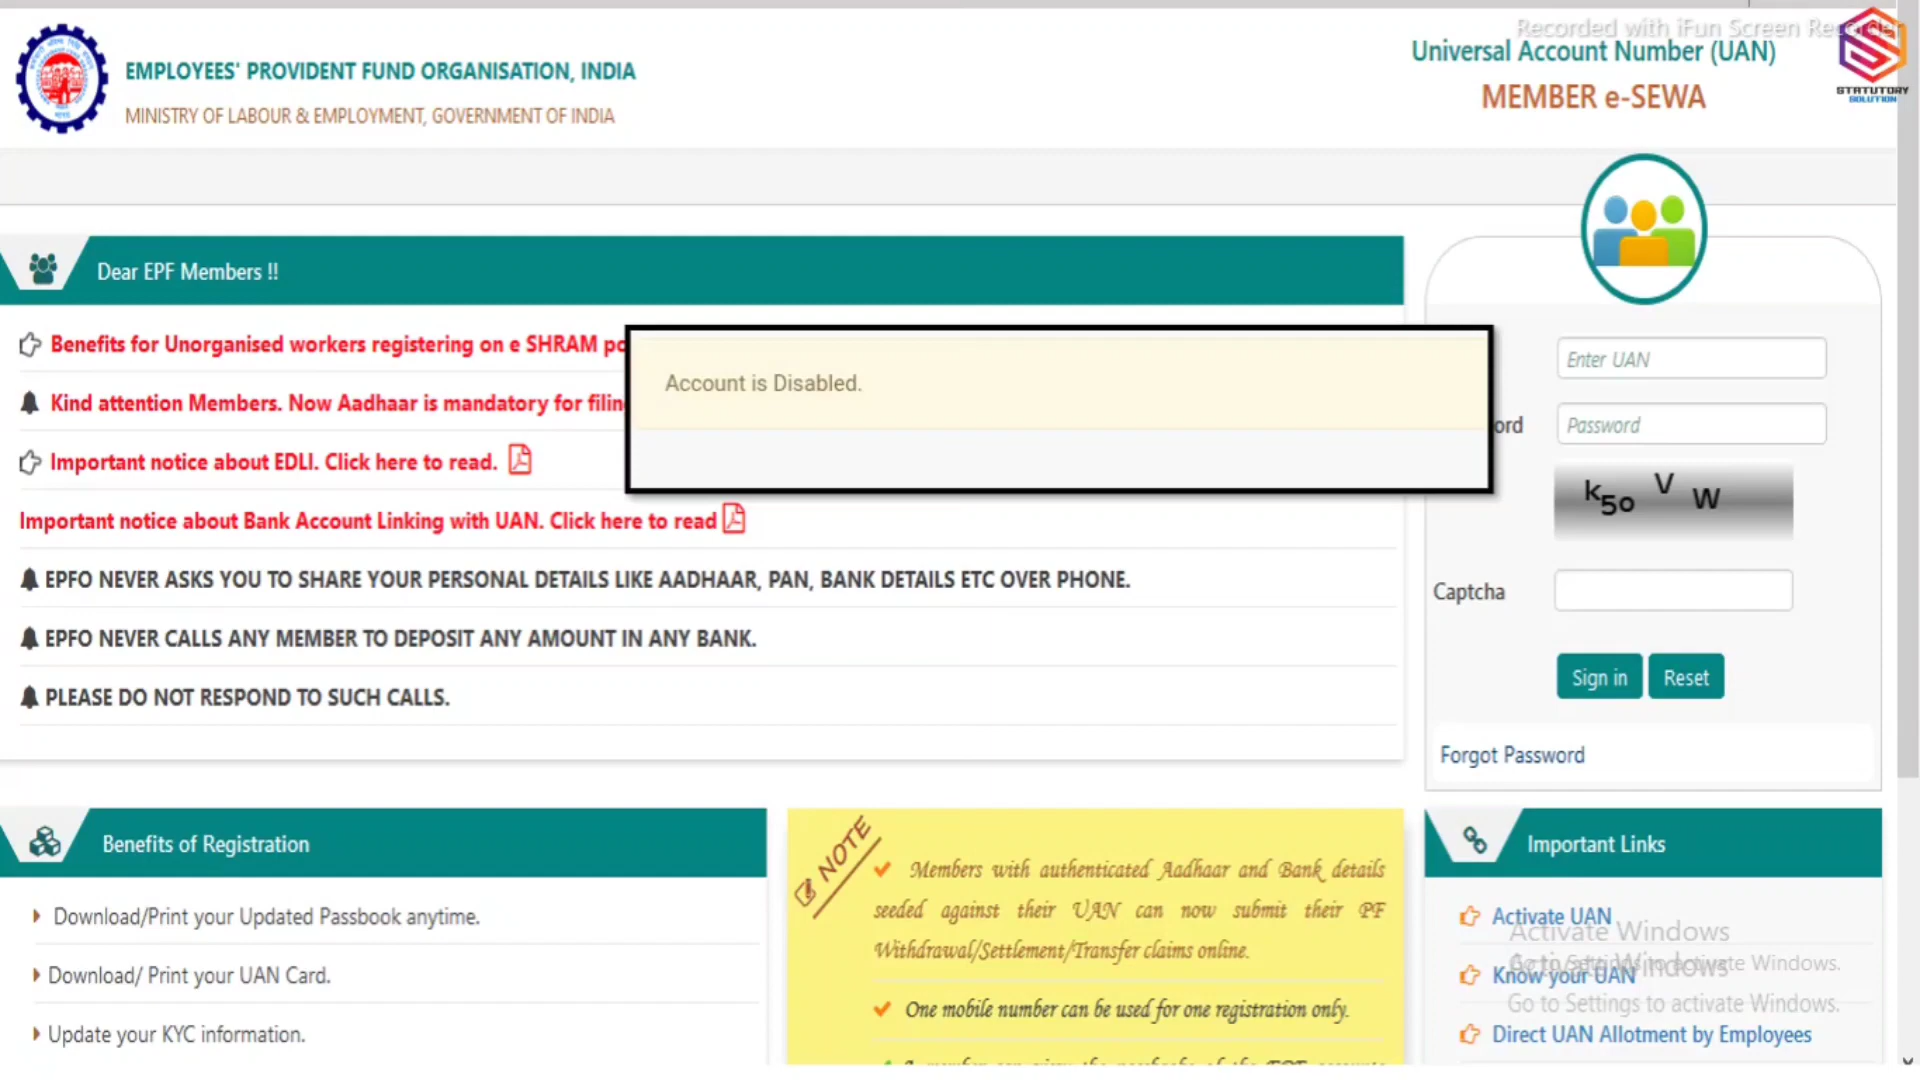 Recorded with iFun Screen Recorder
EMPLOYEES' PROVIDENT FUND ORGANISATION, INDIA
MINISTRY OF LABOUR & EMPLOYMENT, GOVERNMENT OF INDIA
Universal Account Number (UAN)
MEMBER e-SEWA
STATUTORY
SOLUTION
Dear EPF Members !!
Benefits for Unorganised workers registering on e SHRAM po
Kind attention Members. Now Aadhaar is mandatory for filin
Important notice about EDLI. Click here to read.
Important notice about Bank Account Linking with UAN. Click here to read
EPFO NEVER ASKS YOU TO SHARE YOUR PERSONAL DETAILS LIKE AADHAAR, PAN, BANK DETAILS ETC OVER PHONE.
EPFO NEVER CALLS ANY MEMBER TO DEPOSIT ANY AMOUNT IN ANY BANK.
PLEASE DO NOT RESPOND TO SUCH CALLS.
Account is Disabled.
Enter UAN
ord
Password
k5o V W
Captcha
Sign in
Reset
Forgot Password
Benefits of Registration
Download/Print your Updated Passbook anytime.
Download/ Print your UAN Card.
Update your KYC information.
NOTE
Members with authenticated Aadhaar and Bank details
seeded against their UAN can now submit their PF
Withdrawal/Settlement/Transfer claims online.
One mobile number can be used for one registration only.
Important Links
Activate UAN
Activate Windows
Know your UAN
Go to Settings to activate Windows.
Direct UAN Allotment by Employees